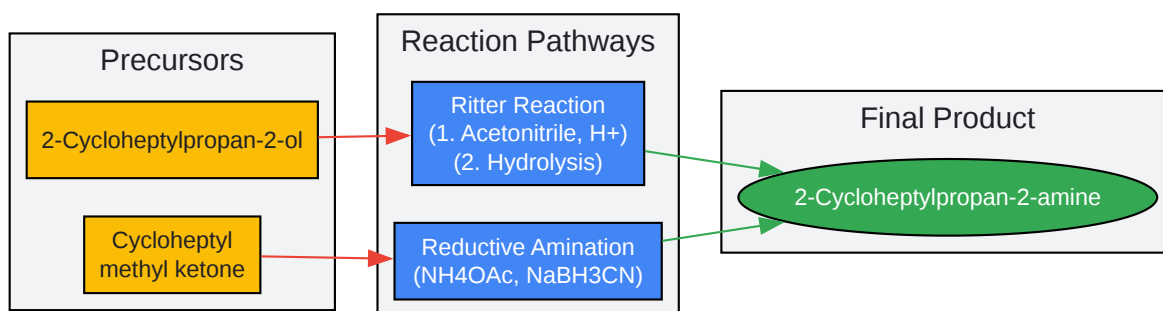 Precursors
2-Cycloheptylpropan-2-ol
Cycloheptyl
methyl ketone
Reaction Pathways
Ritter Reaction
(1. Acetonitrile, H+)
(2. Hydrolysis)
Reductive Amination
(NH4OAc, NaBH3CN)
Final Product
2-Cycloheptylpropan-2-amine